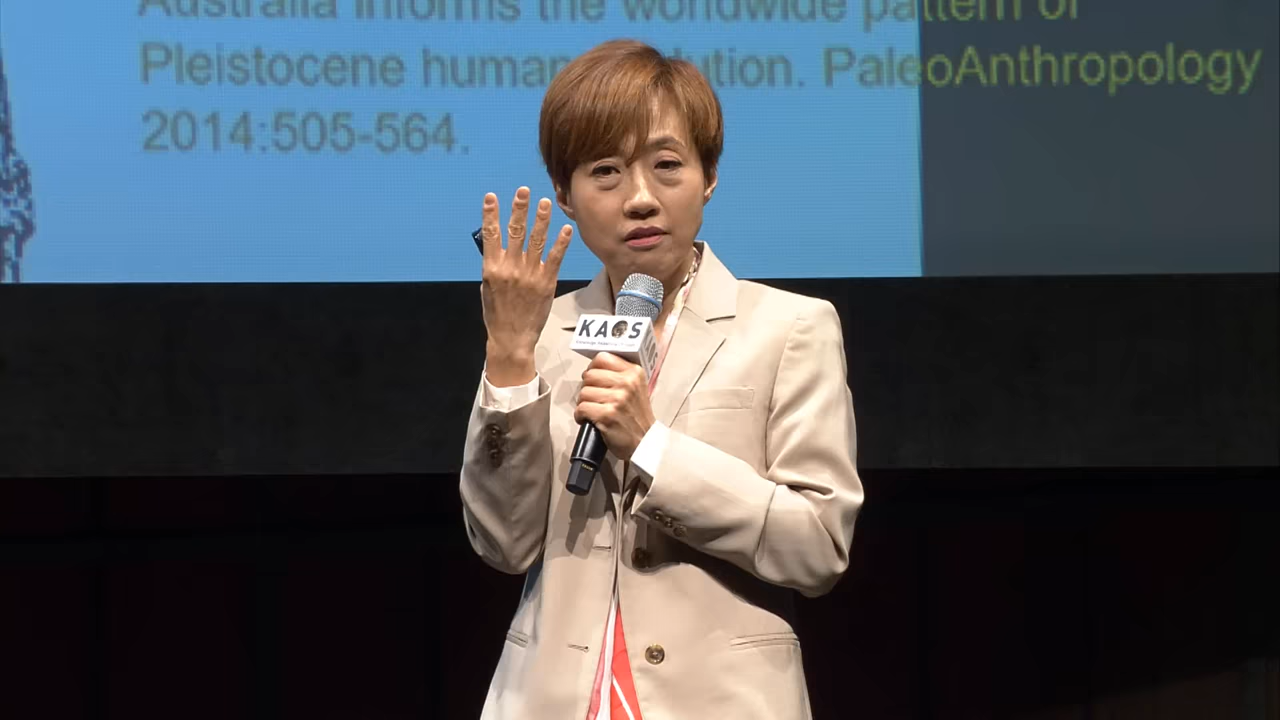 Australia informs the worldwide pattern of
Pleistocene human ution. PaleoAnthropology
2014:505-564.
KAOS